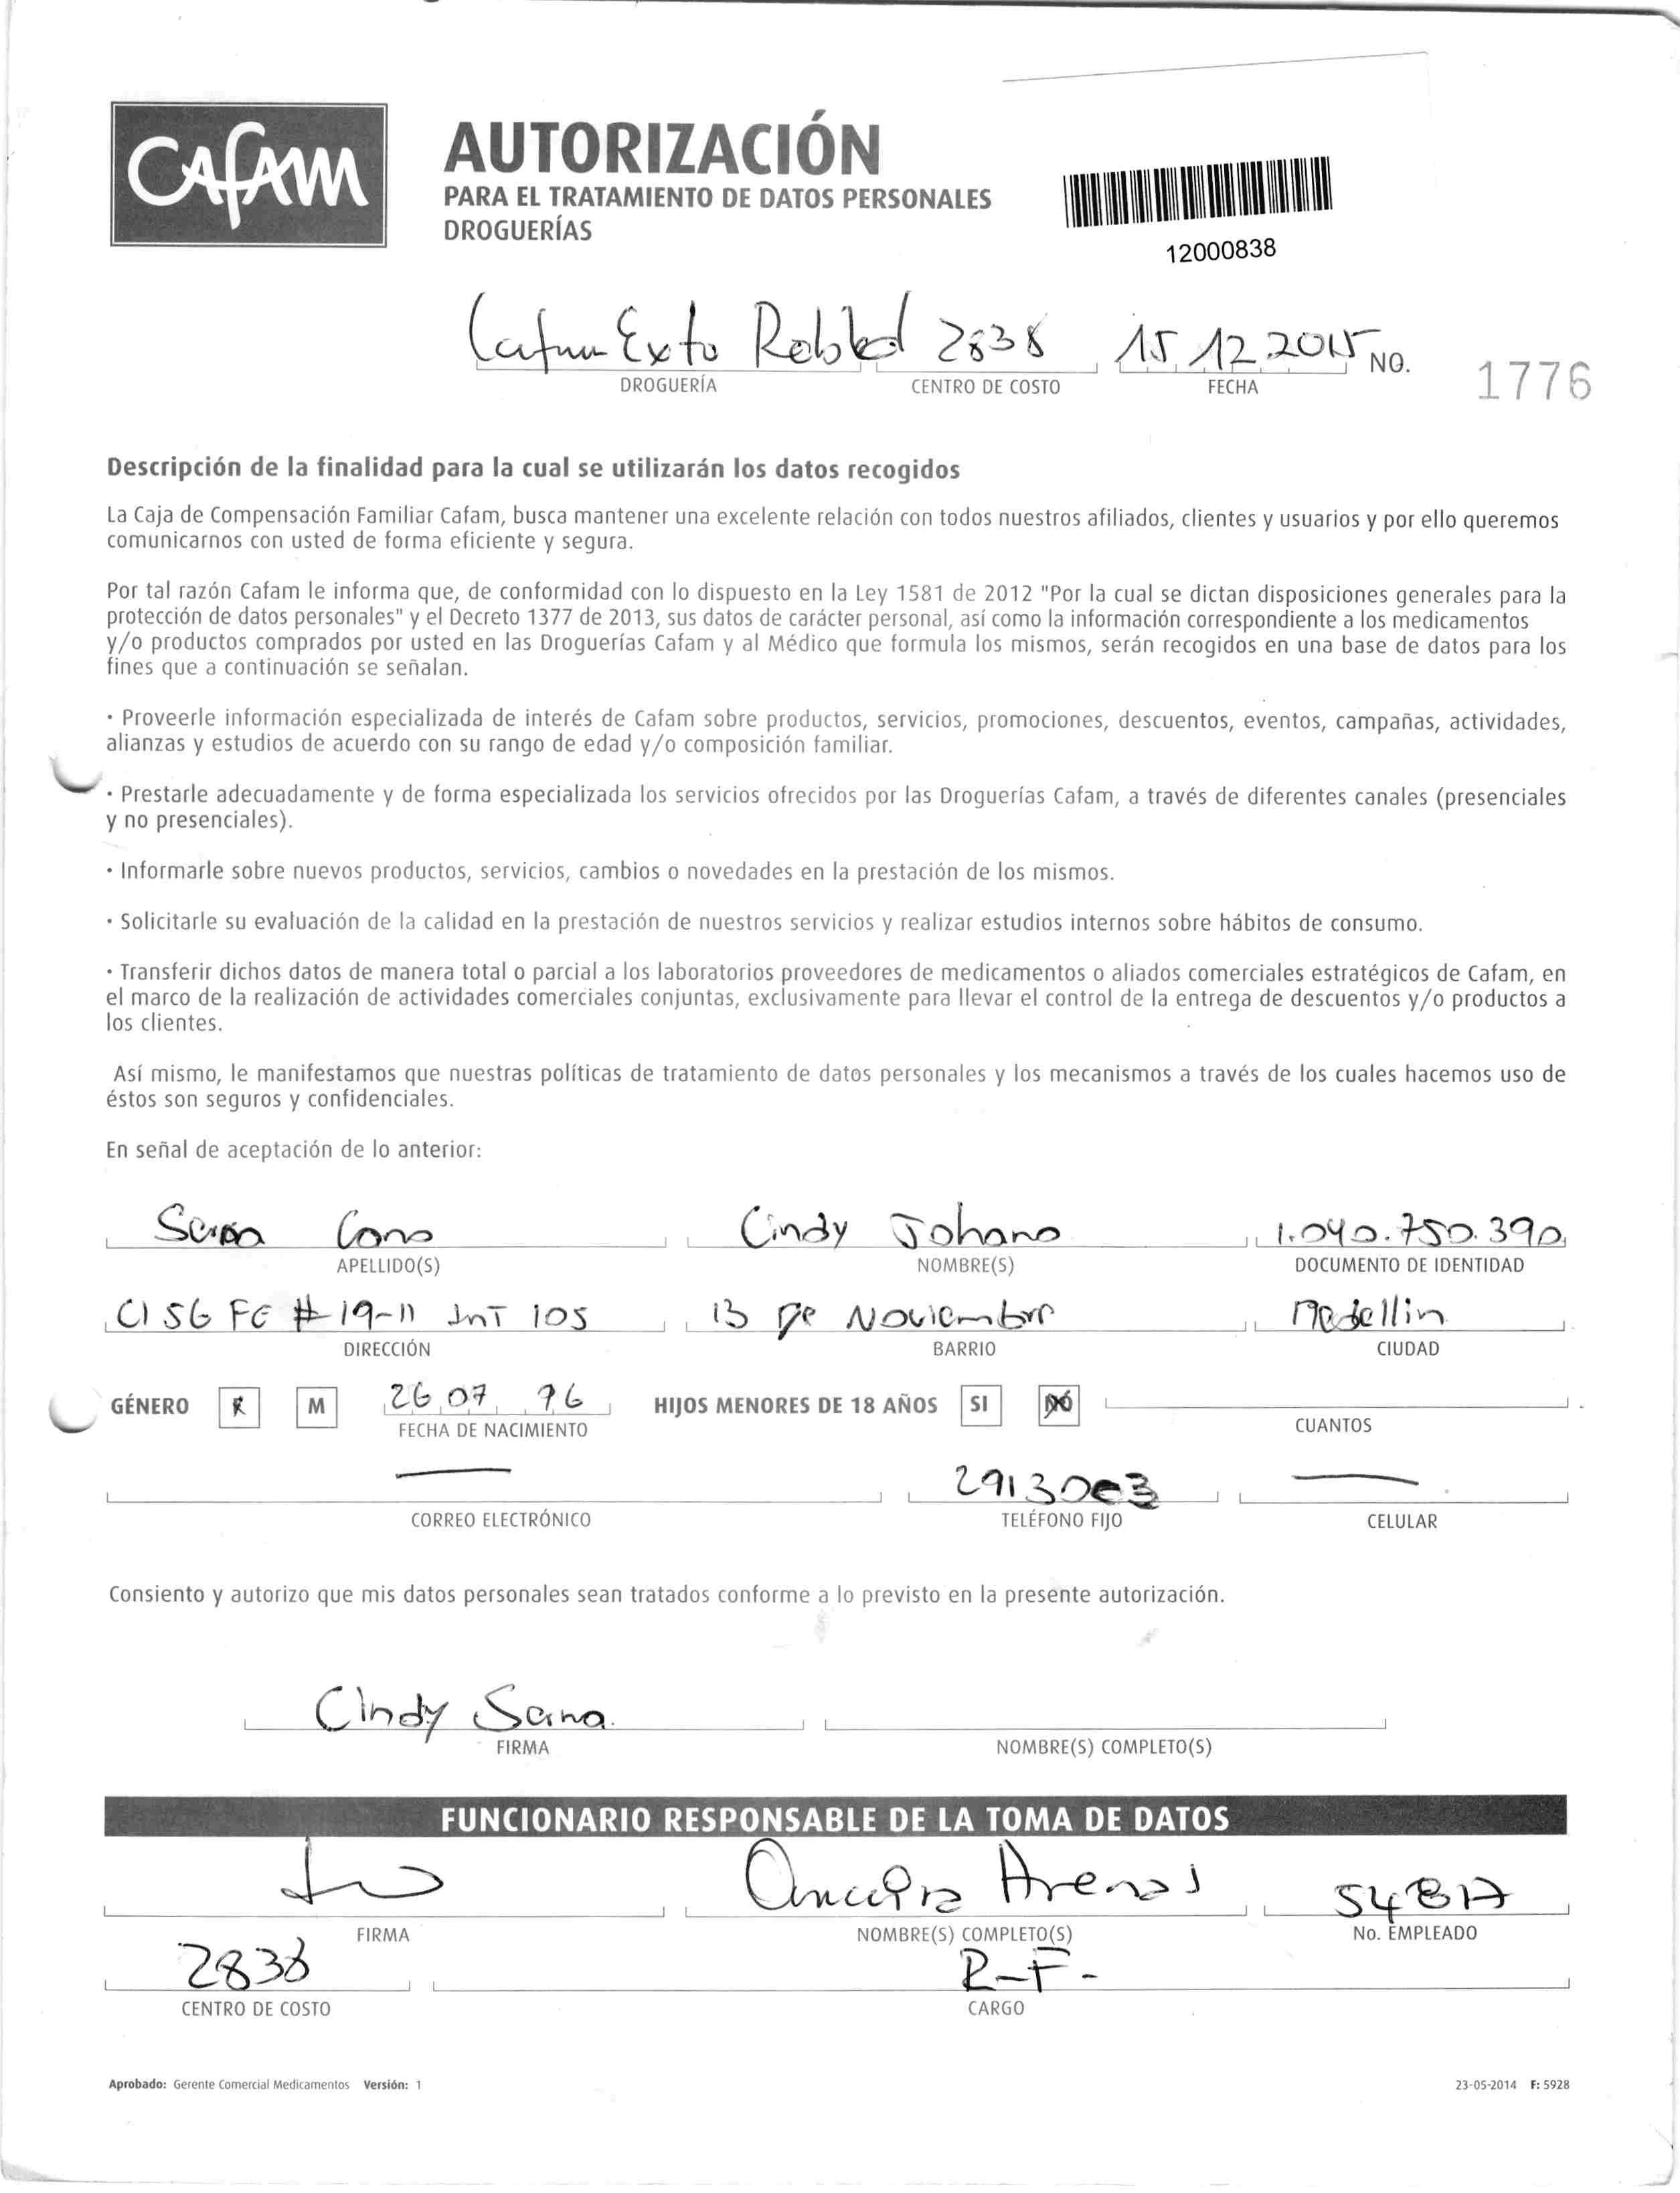 CAFAM
AUTORIZACIÓN
PARA EL TRATAMIENTO DE DATOS PERSONALES
DROGUERÍAS
12000838
Cafam Exto Robled 2838 15 12 2015 NO. 1776
DROGUERÍA CENTRO DE COSTO FECHA
Descripción de la finalidad para la cual se utilizarán los datos recogidos
La Caja de Compensación Familiar Cafam, busca mantener una excelente relación con todos nuestros afiliados, clientes y usuarios y por ello queremos
comunicarnos con usted de forma eficiente y segura.
Por tal razón Cafam le informa que, de conformidad con lo dispuesto en la Ley 1581 de 2012 "Por la cual se dictan disposiciones generales para la
protección de datos personales" y el Decreto 1377 de 2013, sus datos de carácter personal, así como la información correspondiente a los medicamentos
y/o productos comprados por usted en las Droguerías Cafam y al Médico que formula los mismos, serán recogidos en una base de datos para los
fines que a continuación se señalan.
· Proveerle información especializada de interés de Cafam sobre productos, servicios, promociones, descuentos, eventos, campañas, actividades,
alianzas y estudios de acuerdo con su rango de edad y/o composición familiar.
· Prestarle adecuadamente y de forma especializada los servicios ofrecidos por las Droguerías Cafam, a través de diferentes canales (presenciales
y no presenciales).
· Informarle sobre nuevos productos, servicios, cambios o novedades en la prestación de los mismos.
· Solicitarle su evaluación de la calidad en la prestación de nuestros servicios y realizar estudios internos sobre hábitos de consumo.
· Transferir dichos datos de manera total o parcial a los laboratorios proveedores de medicamentos o aliados comerciales estratégicos de Cafam, en
el marco de la realización de actividades comerciales conjuntas, exclusivamente para llevar el control de la entrega de descuentos y/o productos a
los clientes.
Así mismo, le manifestamos que nuestras políticas de tratamiento de datos personales y los mecanismos a través de los cuales hacemos uso de
éstos son seguros y confidenciales.
En señal de aceptación de lo anterior:
Cano Cindy Johana 1.040.750.390
APELLIDO(S) NOMBRE(S) DOCUMENTO DE IDENTIDAD
Cl 56 FC # 19-11 InT 105 13 De Noviembre Medellin
DIRECCIÓN BARRIO CIUDAD
GÉNERO F M 26 07 96 HIJOS MENORES DE 18 AÑOS SI NO
FECHA DE NACIMIENTO CUANTOS
29130
CORREO ELECTRÓNICO TELÉFONO FIJO CELULAR
Consiento y autorizo que mis datos personales sean tratados conforme a lo previsto en la presente autorización.
Cindy
FIRMA NOMBRE(S) COMPLETO(S)
FUNCIONARIO RESPONSABLE DE LA TOMA DE DATOS
Arenas
FIRMA NOMBRE(S) COMPLETO(S) No. EMPLEADO
2838 R-F-
CENTRO DE COSTO CARGO
Aprobado: Gerente Comercial Medicamentos Versión: 1 23-05-2014 F: 5928